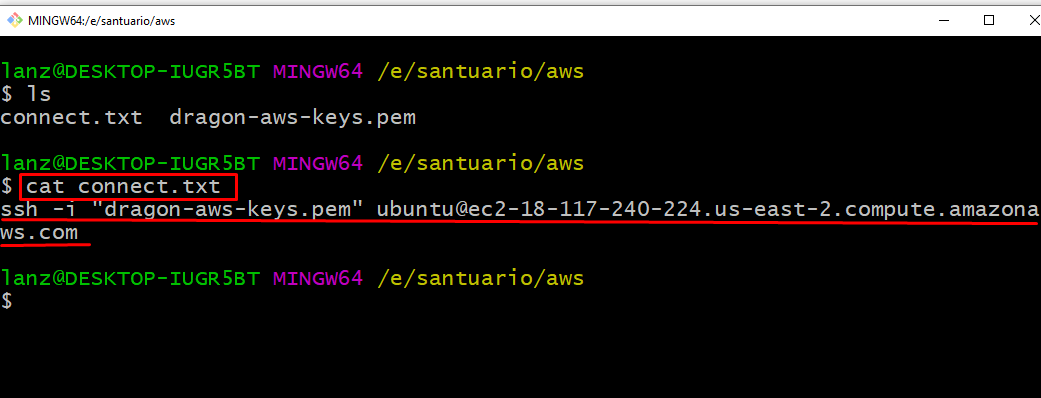 MINGW64:/e/santuario/aws
lanz@DESKTOP-IUGR5BT MINGW64 /e/santuario/aws
$ ls
connect.txt  dragon-aws-keys.pem
lanz@DESKTOP-IUGR5BT MINGW64 /e/santuario/aws
$ cat connect.txt
ssh -i "dragon-aws-keys.pem" ubuntu@ec2-18-117-240-224.us-east-2.compute.amazona
ws.com
lanz@DESKTOP-IUGR5BT MINGW64 /e/santuario/aws
$